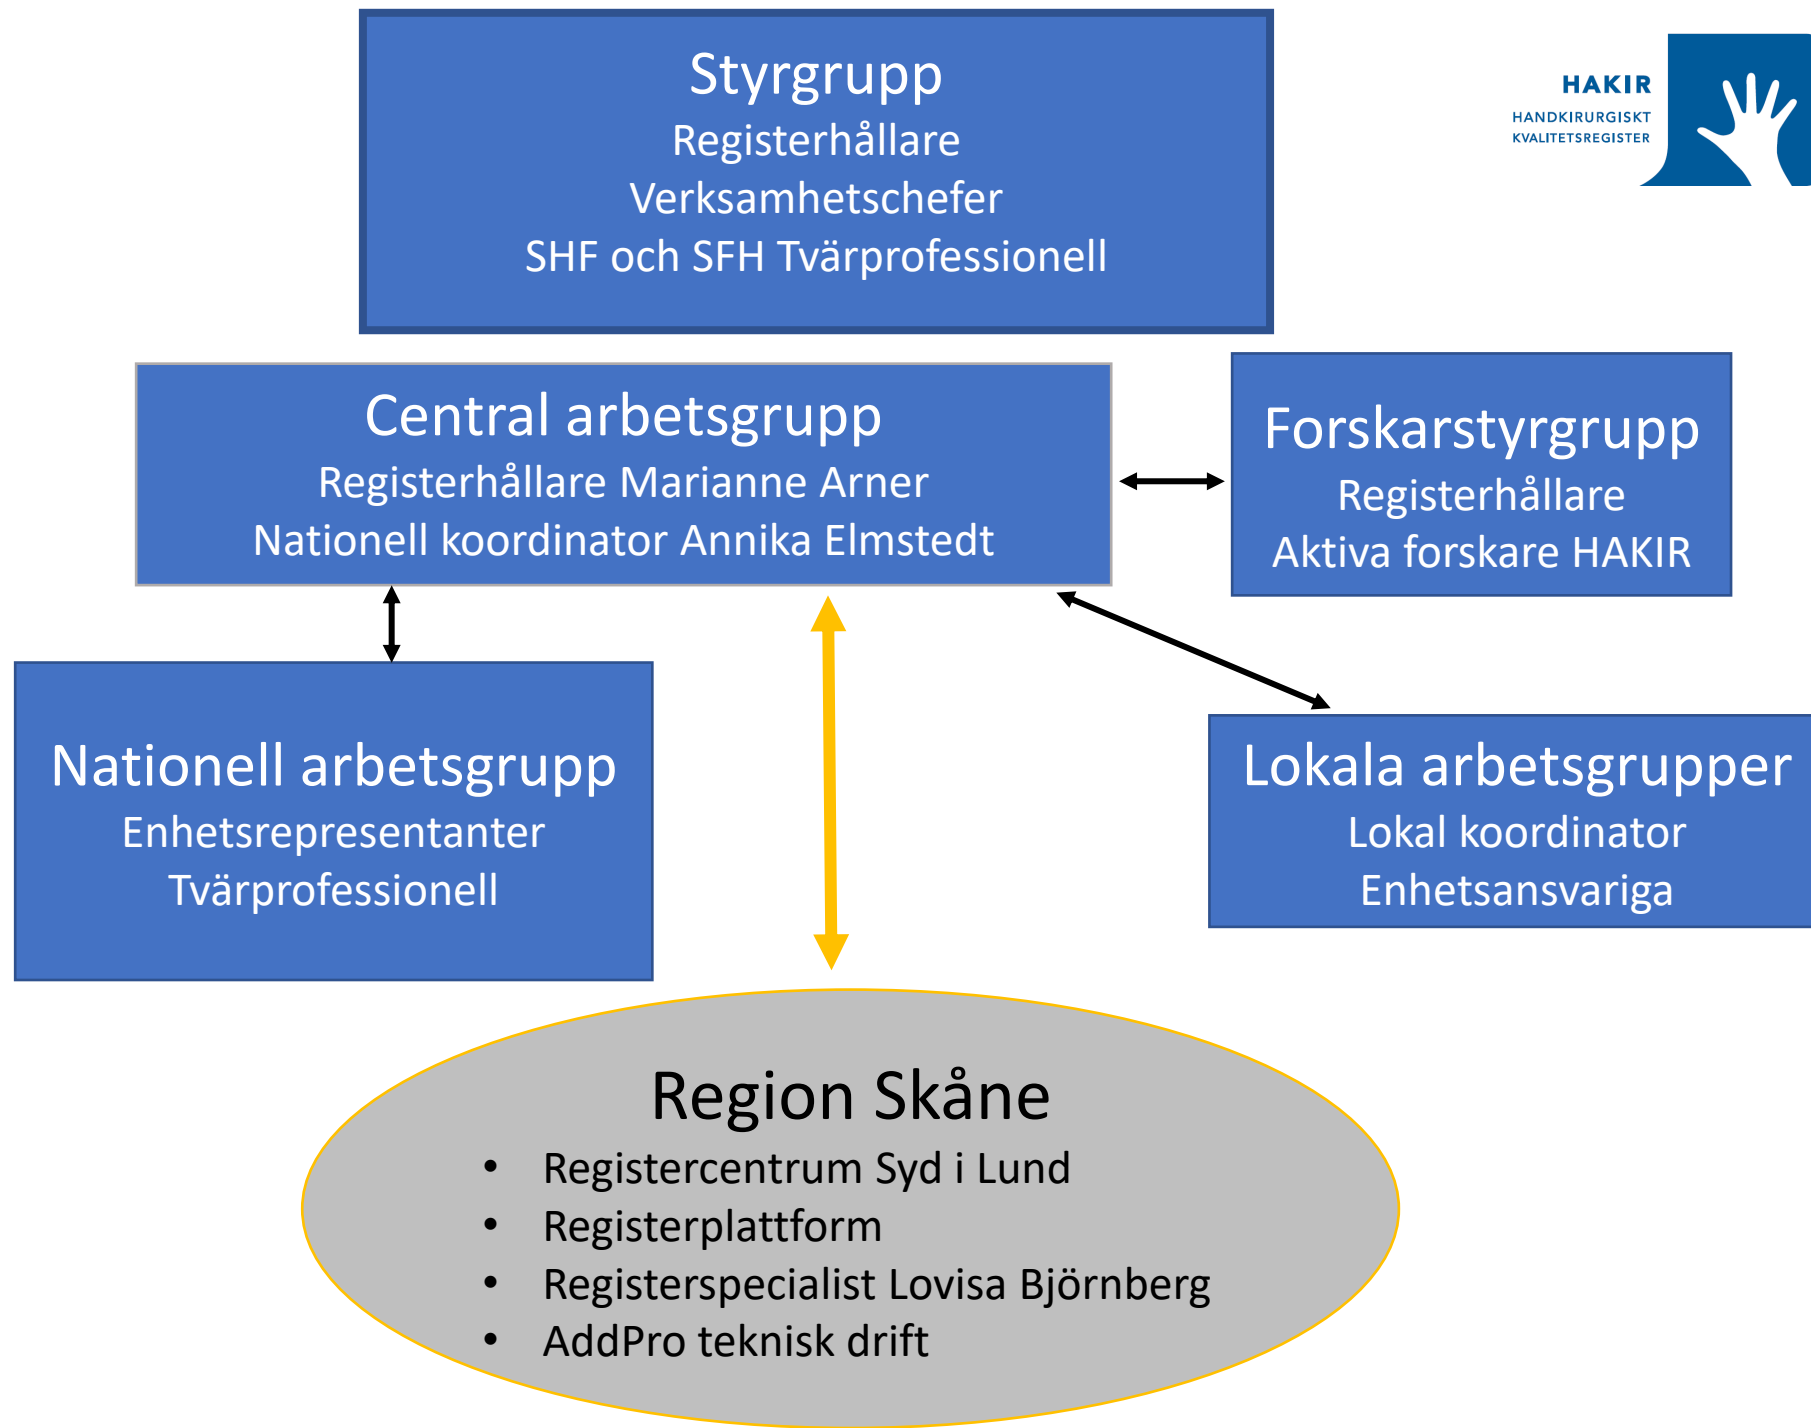 Styrgrupp
Registerhållare
Verksamhetschefer
SHF och SFH Tvärprofessionell
HAKIR
HANDKIRURGISKT
KVALITETSREGISTER
Central arbetsgrupp
Registerhållare Marianne Arner
Nationell koordinator Annika Elmstedt
Forskarstyrgrupp
Registerhållare
Aktiva forskare HAKIR
Nationell arbetsgrupp
Enhetsrepresentanter
Tvärprofessionell
Lokala arbetsgrupper
Lokal koordinator
Enhetsansvariga
Region Skåne
• Registercentrum Syd i Lund
• Registerplattform
• Registerspecialist Lovisa Björnberg
• AddPro teknisk drift